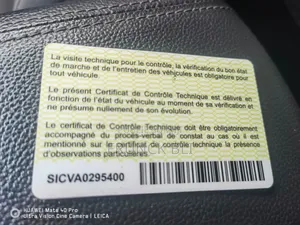 La visite technique pour le contrôle, la vérification du bon état
de marche et de l'entretien des véhicules est obligatoire pour
tout véhicule.
Le présent Certificat de Contrôle Technique est délivré en
fonction de l'état du véhicule au moment de sa vérification et
ne présume nullement de son évolution.
Le certificat de Contrôle Technique doit être obligatoirement
accompagné du procès-verbal de constat au cas où il est
mentionné sur le certificat technique la présence
d'observations particulières.
SICVA0295400
HUAWEI Mate 40 Pro
Ultra Vision Cine Camera | LEICA